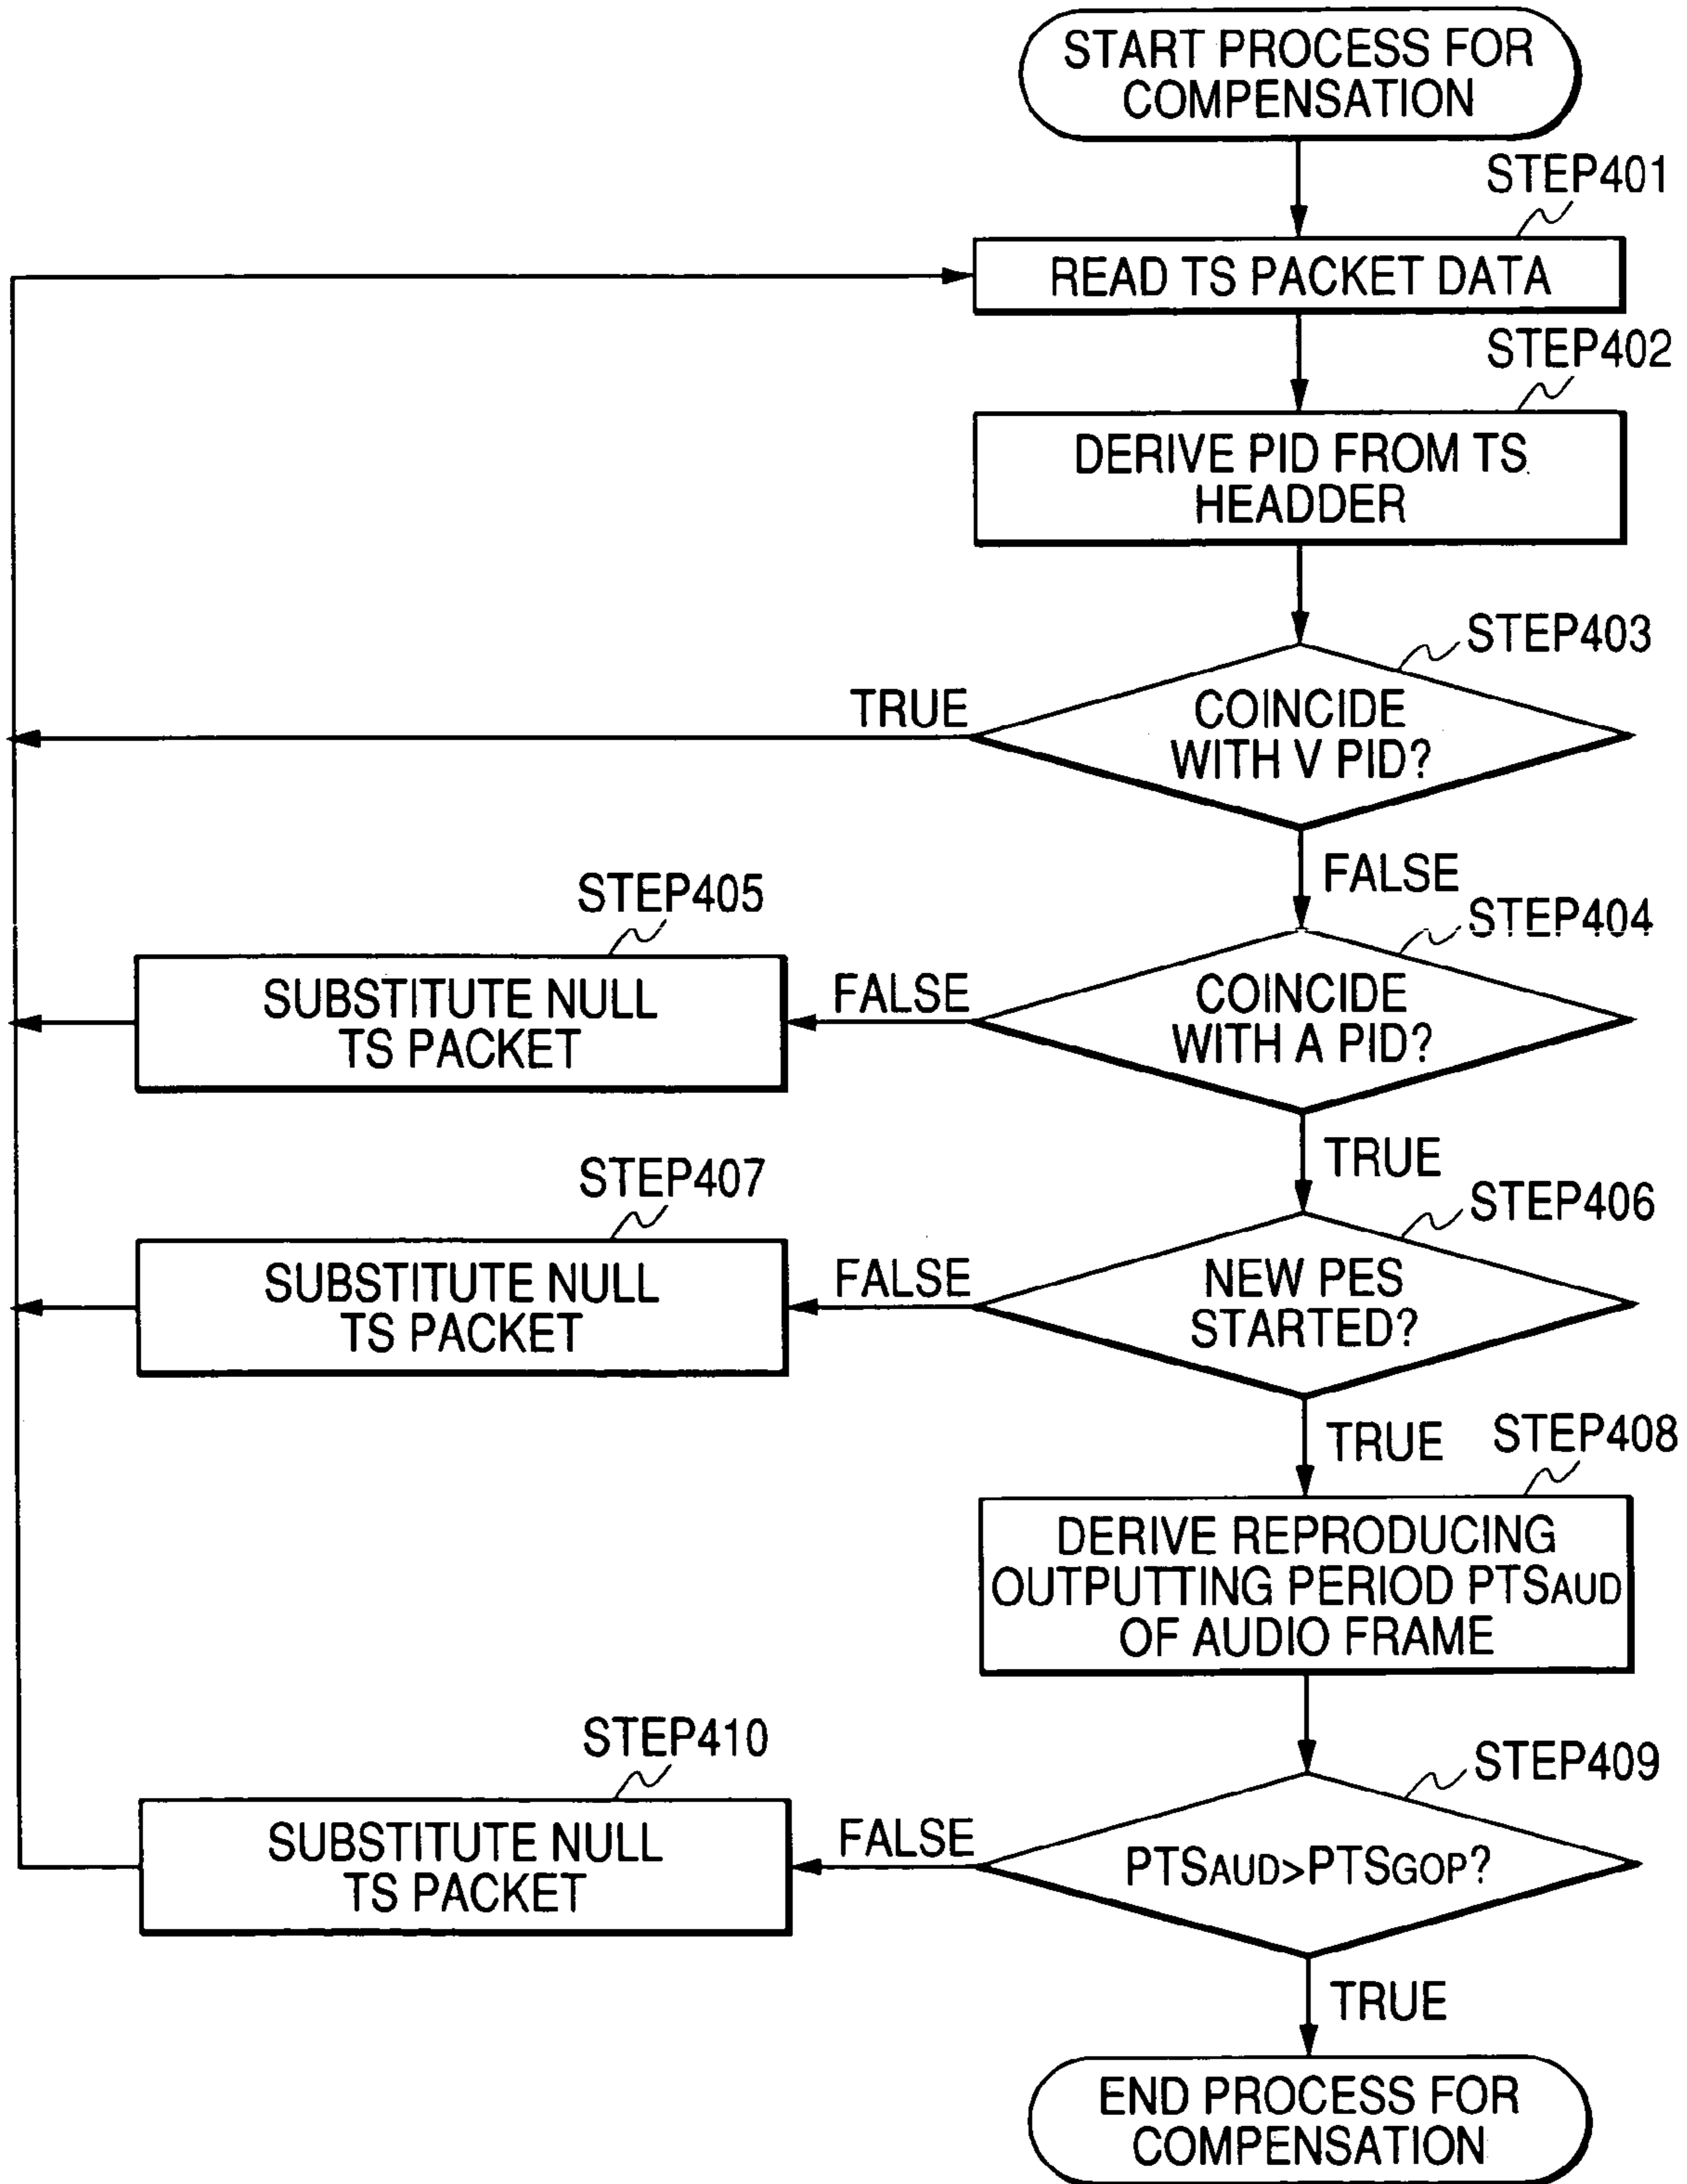 START PROCESS FOR
COMPENSATION
STEP401
READ TS PACKET DATA
STEP402
DERIVE PID FROM TS
HEADDER
STEP403
COINCIDE
WITH V PID?
TRUE
FALSE
STEP404
COINCIDE
WITH A PID?
FALSE
STEP405
SUBSTITUTE NULL
TS PACKET
TRUE
STEP406
NEW PES
STARTED?
FALSE
STEP407
SUBSTITUTE NULL
TS PACKET
TRUE
STEP408
DERIVE REPRODUCING
OUTPUTTING PERIOD PTSAUD
OF AUDIO FRAME
STEP409
PTSAUD>PTSGOP?
FALSE
STEP410
SUBSTITUTE NULL
TS PACKET
TRUE
END PROCESS FOR
COMPENSATION